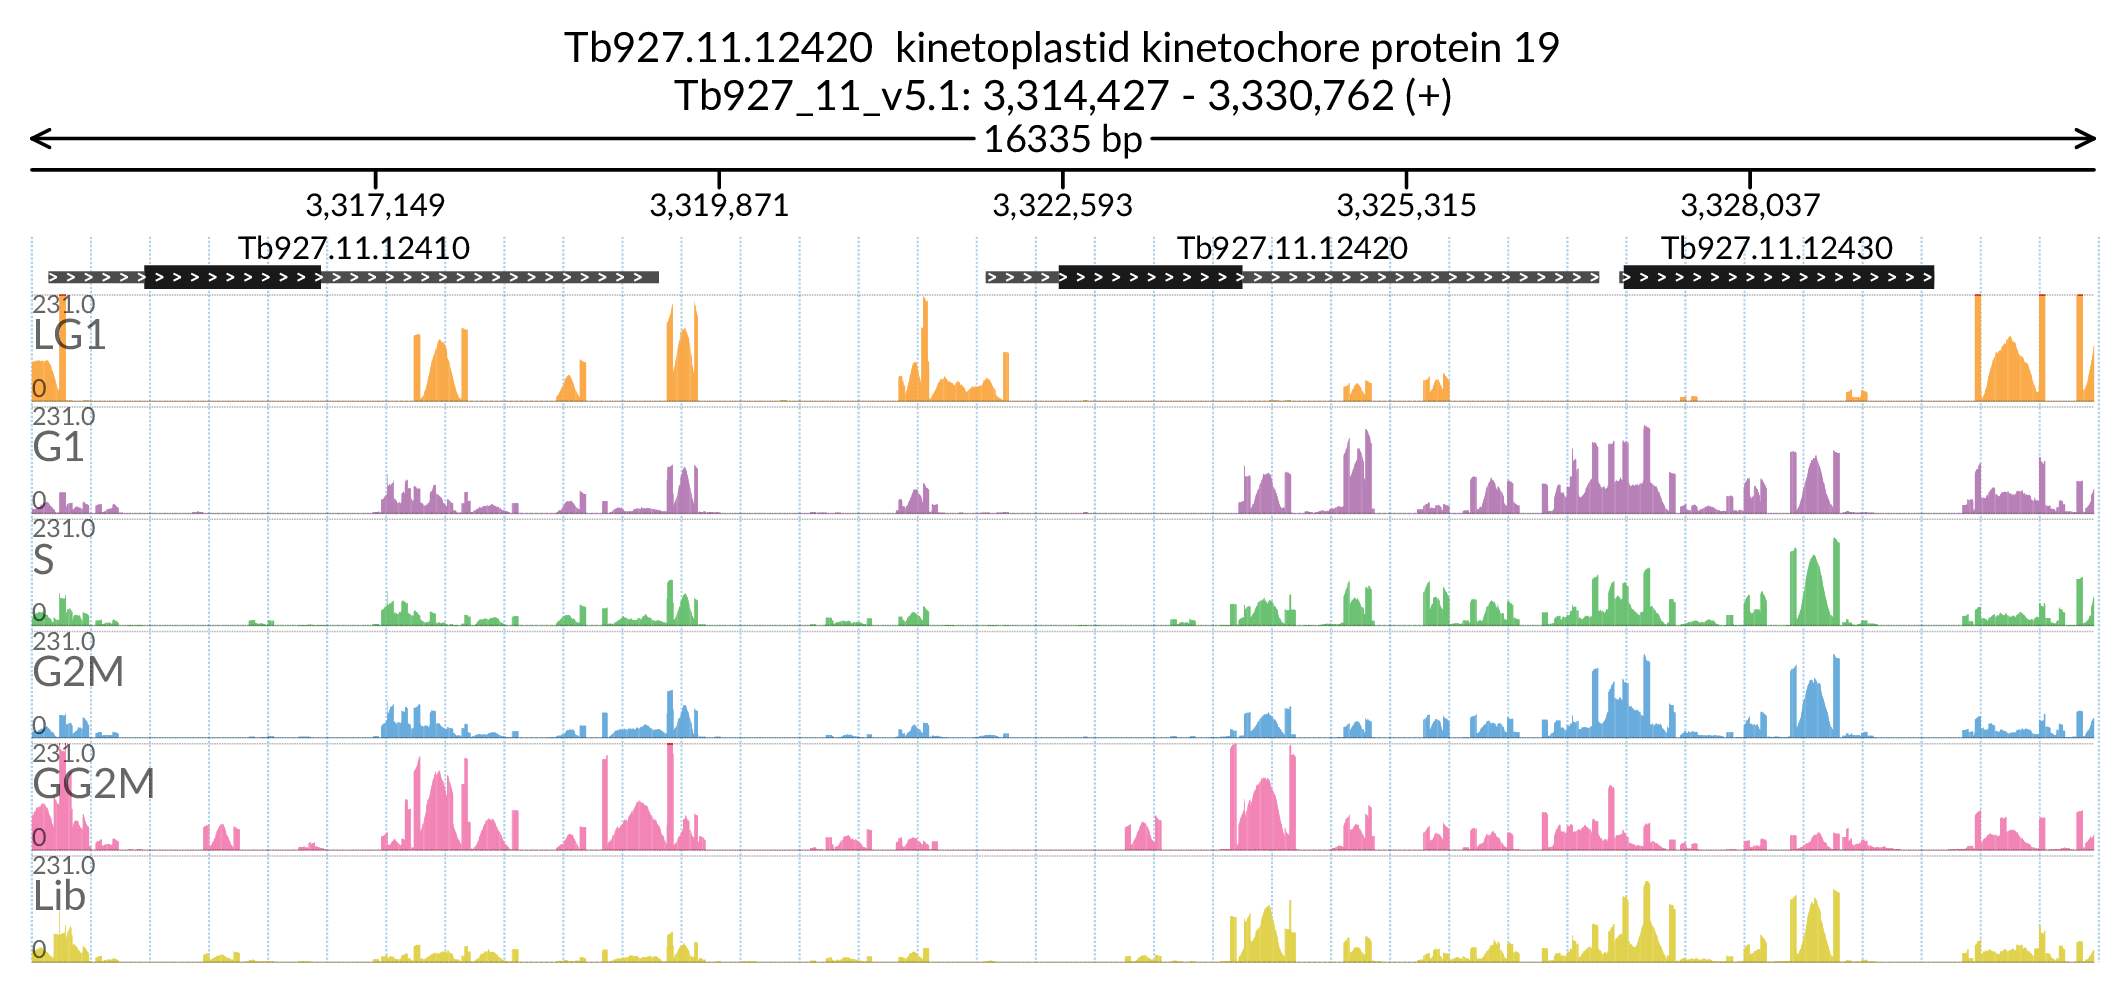 Tb927.11.12420  kinetoplastid kinetochore protein 19
Tb927_11_v5.1: 3,314,427 - 3,330,762 (+)
16335 bp
3,317,149 3,319,871 3,322,593 3,325,315 3,328,037
Tb927.11.12410 Tb927.11.12420 Tb927.11.12430
231.0
LG1
0
231.0
G1
0
231.0
S
0
231.0
G2M
0
231.0
GG2M
0
231.0
Lib
0